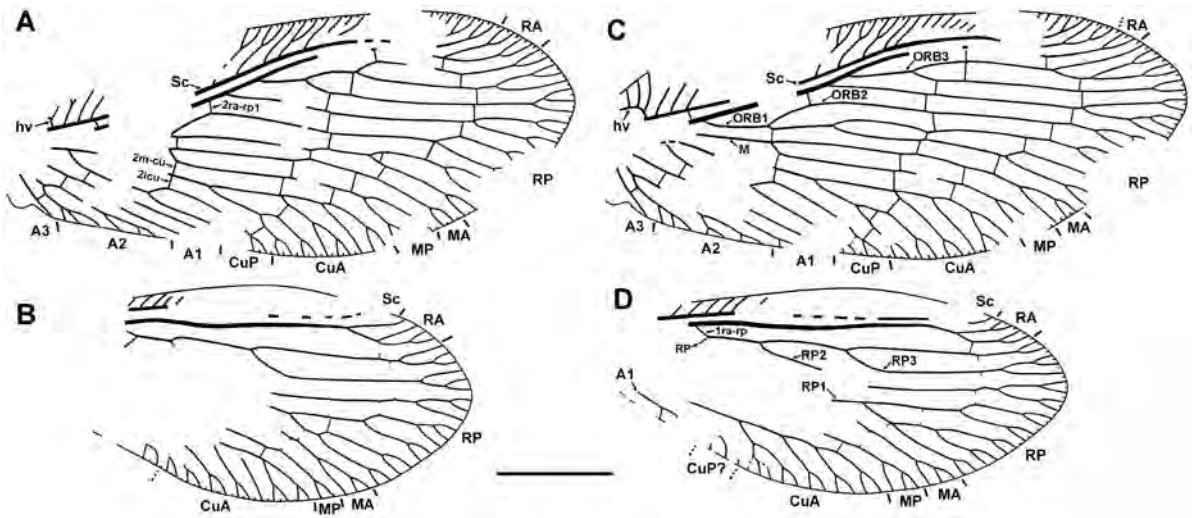 A
RA
Sc
2ra-rp1
hv
2m-cu
2icu
RP
A3
A2
A1
CuP
CuA
MP
MA
C
RA
ORB3
Sc
ORB2
hv
ORB1
M
RP
A3
A2
A1
CuP
CuA
MP
MA
B
Sc
RA
RP
CuA
MP
MA
D
Sc
RA
1ra-rp
RP
RP2
RP3
A1
RP1
RP
CuP?
CuA
MP
MA